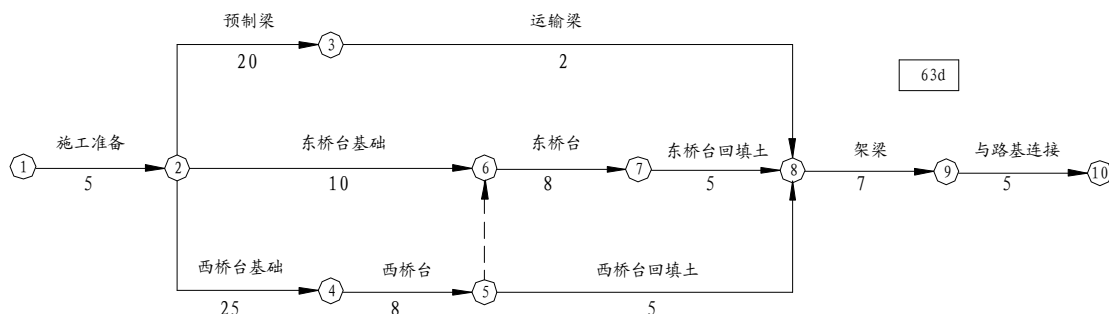 预制梁
20
③
运输梁
2
63d
①
施工准备
5
②
东桥台基础
10
⑥
东桥台
8
⑦
东桥台回填土
5
⑧
架梁
7
⑨
与路基连接
5
⑩
西桥台基础
25
④
西桥台
8
⑤
西桥台回填土
5